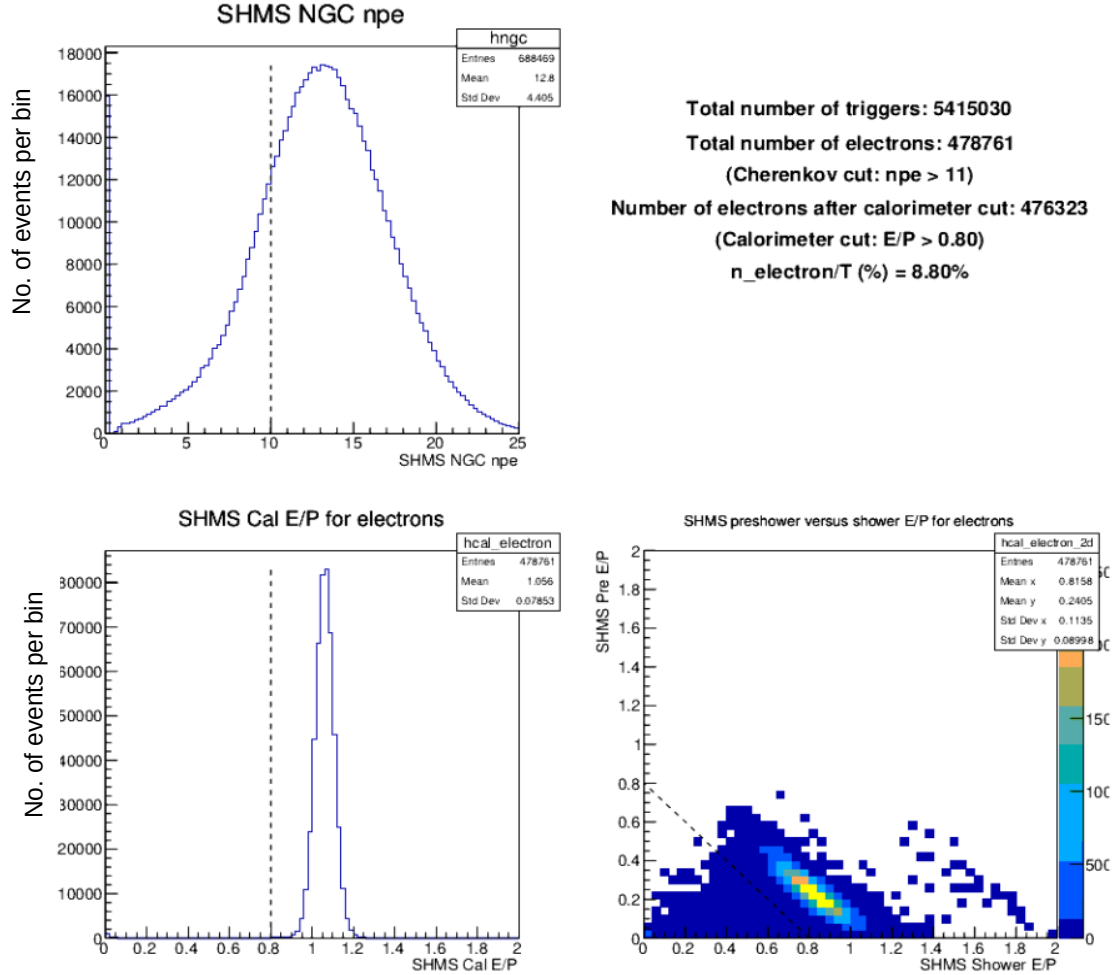 SHMS NGC npe
hngc
Entries 688469
Mean 12.8
Std Dev 4.405
No. of events per bin
18000
16000
14000
12000
10000
8000
6000
4000
2000
0
0 5 10 15 20 25
SHMS NGC npe
Total number of triggers: 5415030
Total number of electrons: 478761
(Cherenkov cut: npe > 11)
Number of electrons after calorimeter cut: 476323
(Calorimeter cut: E/P > 0.80)
n_electron/T (%) = 8.80%
SHMS Cal E/P for electrons
hcal_electron
Entries 478761
Mean 1.056
Std Dev 0.07853
No. of events per bin
80000
70000
60000
50000
40000
30000
20000
10000
0
0 0.2 0.4 0.6 0.8 1 1.2 1.4 1.6 1.8 2
SHMS Cal E/P
SHMS preshower versus shower E/P for electrons
hcal_electron_2d
Entries 478761
Mean x 0.8158
Mean y 0.2405
Std Dev x 0.1135
Std Dev y 0.08998
SHMS Pre E/P
2
1.8
1.6
1.4
1.2
1
0.8
0.6
0.4
0.2
0
0 0.2 0.4 0.6 0.8 1 1.2 1.4 1.6 1.8 2
SHMS Shower E/P
500
0